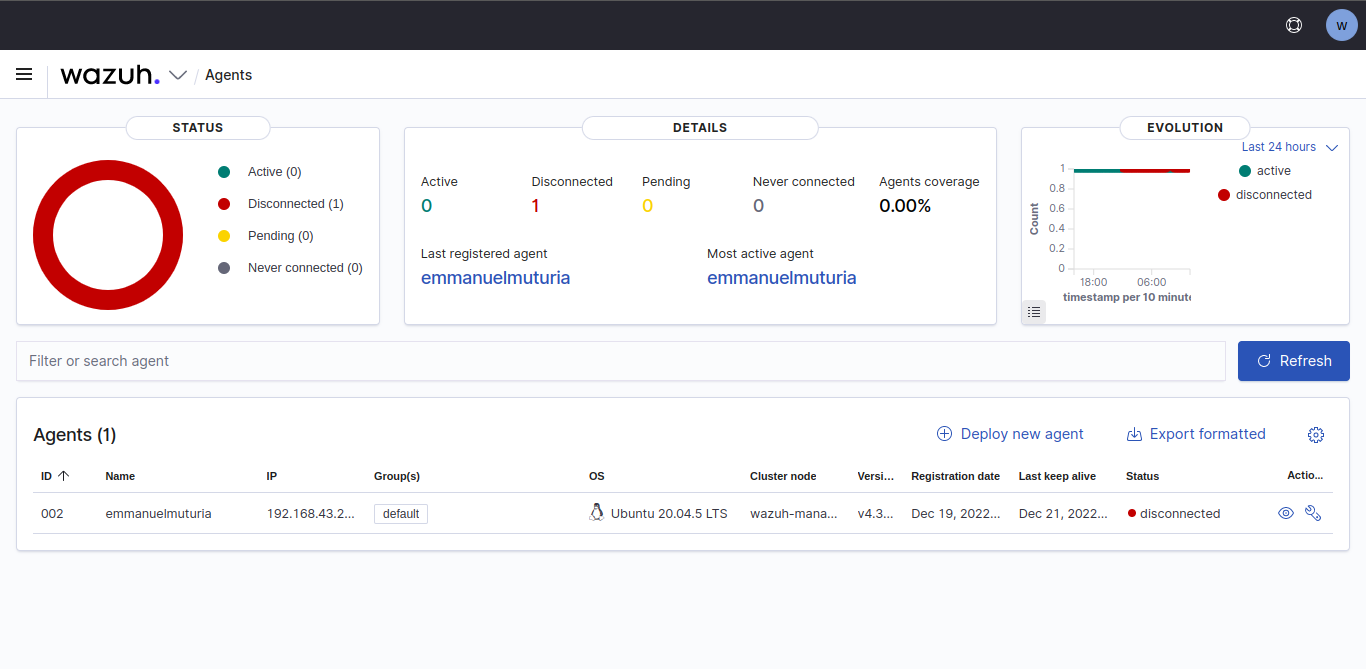 W
wazuh. / Agents
STATUS
Active (0)
Disconnected (1)
Pending (0)
Never connected (0)
DETAILS
Active Disconnected Pending Never connected Agents coverage
0 1 0 0 0.00%
Last registered agent Most active agent
emmanuelmuturia emmanuelmuturia
EVOLUTION
Last 24 hours
active
disconnected
Count
1
0.8
0.6
0.4
0.2
0
18:00 06:00
timestamp per 10 minute
Filter or search agent
Refresh
Agents (1) Deploy new agent Export formatted
ID Name IP Group(s) OS Cluster node Versi... Registration date Last keep alive Status Actio...
002 emmanuelmuturia 192.168.43.2... default Ubuntu 20.04.5 LTS wazuh-mana... v4.3... Dec 19, 2022... Dec 21, 2022... disconnected